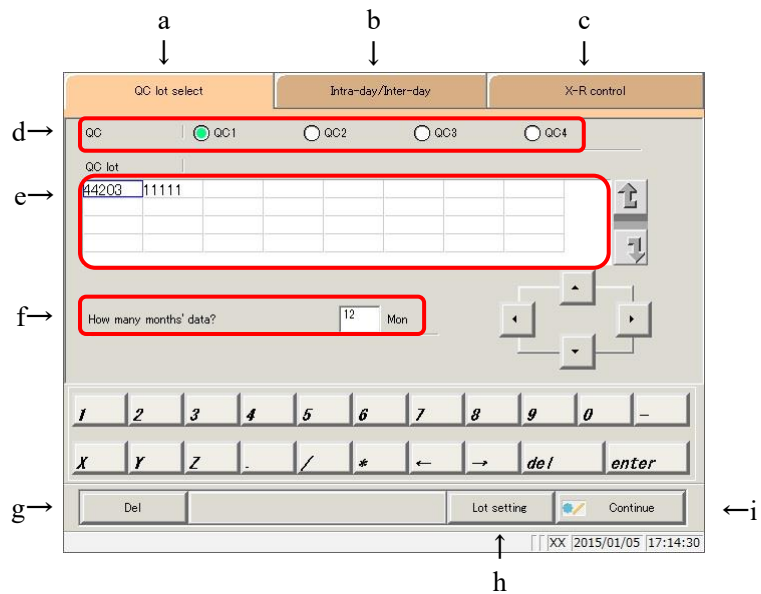 a b c
↓ ↓ ↓
QC lot select Intra-day/Inter-day X-R control
d→ QC QC1 QC2 QC3 QC4
QC lot
e→ 44203 11111
f→ How many months' data? 12 Mon
1 2 3 4 5 6 7 8 9 0 -
X Y Z . / * ← → del enter
g→ Del Lot setting Continue ←i
↑ XX 2015/01/05 17:14:30
h